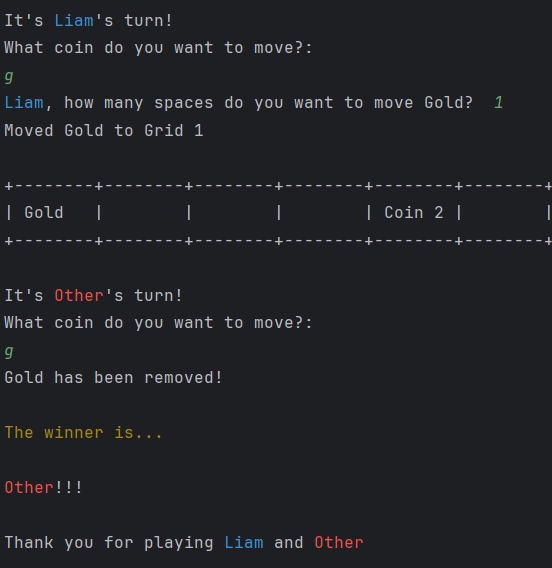 It's Liam's turn!
What coin do you want to move?:
g
Liam, how many spaces do you want to move Gold?  1
Moved Gold to Grid 1
+--------+--------+--------+--------+--------+--------+
| Gold   |        |        |        | Coin 2 |        |
+--------+--------+--------+--------+--------+--------+
It's Other's turn!
What coin do you want to move?:
g
Gold has been removed!
The winner is...
Other!!!
Thank you for playing Liam and Other